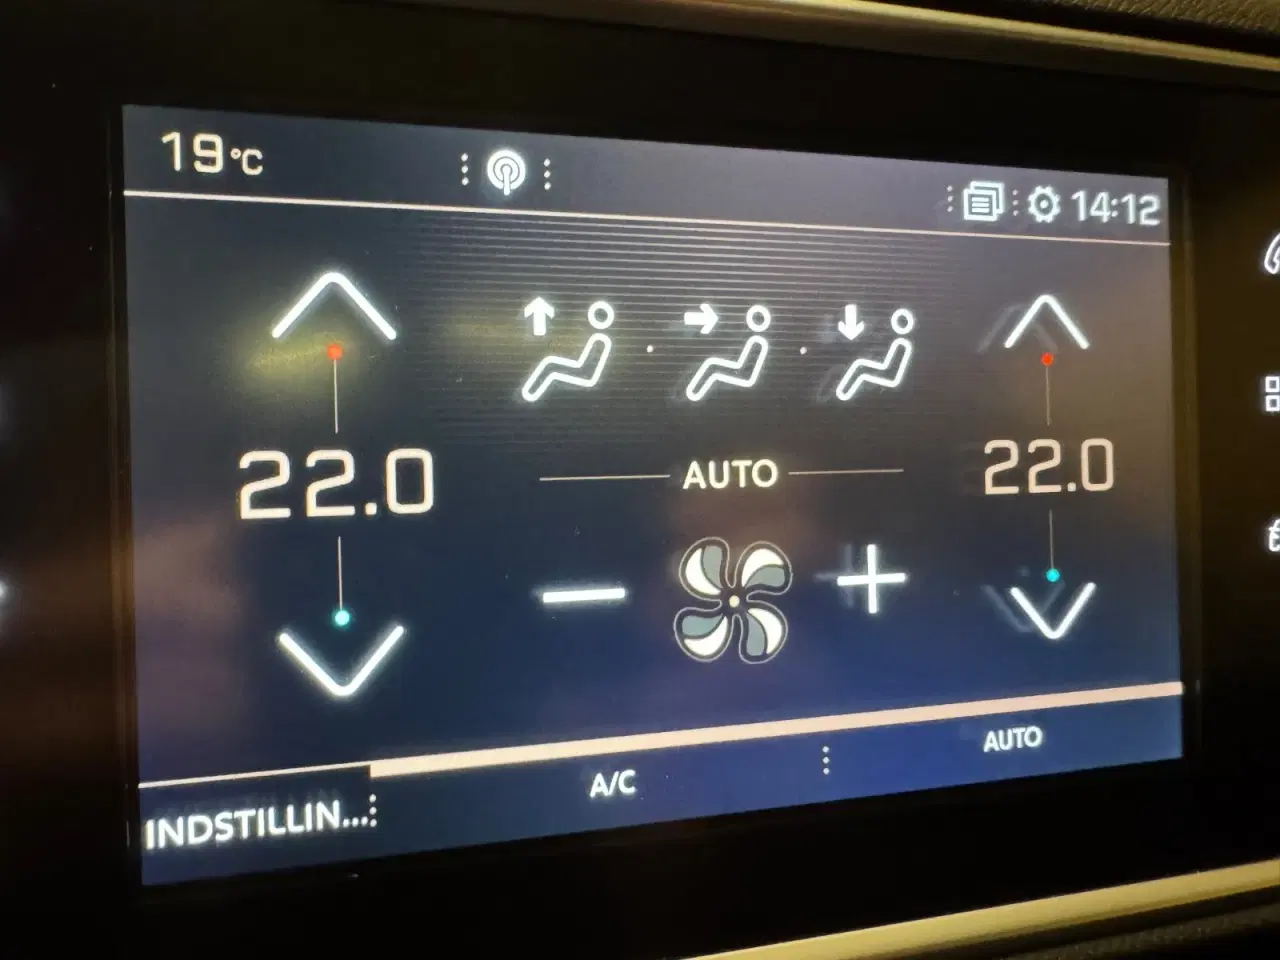 19°C
14:12
22.0
AUTO
22.0
INDSTILLIN...
A/C
AUTO